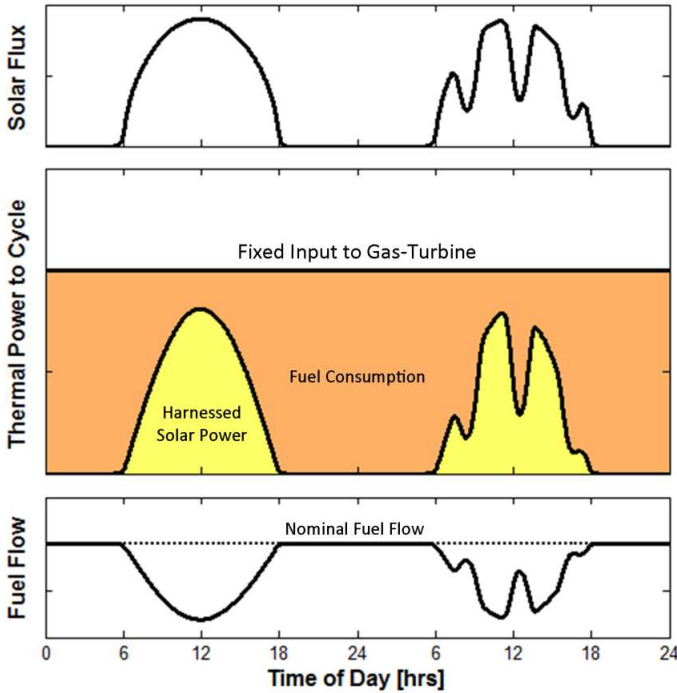 Solar Flux
Thermal Power to Cycle
Fixed Input to Gas-Turbine
Fuel Consumption
Harnessed
Solar Power
Fuel Flow
Nominal Fuel Flow
0 6 12 18 6 12 18 24
Time of Day [hrs]